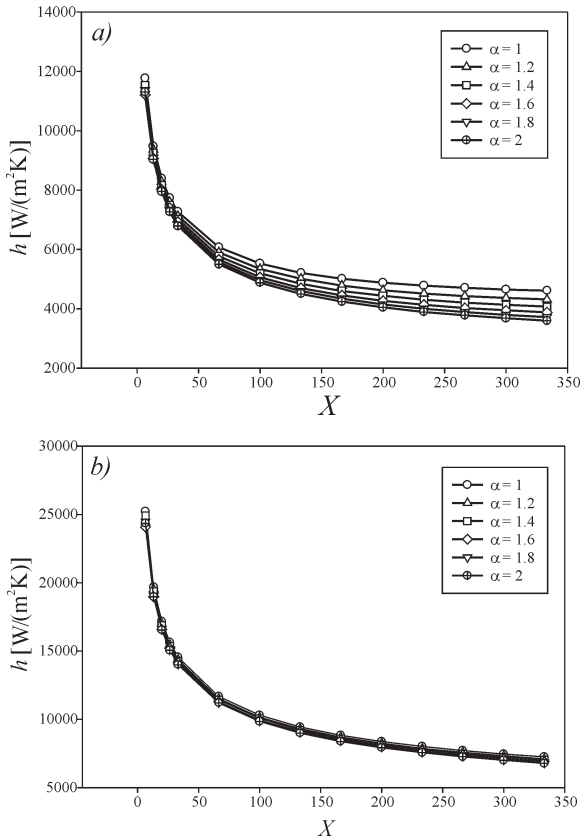 a)
14000
12000
10000
8000
6000
4000
2000
h [W/(m²K)]
α = 1
α = 1.2
α = 1.4
α = 1.6
α = 1.8
α = 2
0 50 100 150 200 250 300 350
X
b)
30000
25000
20000
15000
10000
5000
h [W/(m²K)]
α = 1
α = 1.2
α = 1.4
α = 1.6
α = 1.8
α = 2
0 50 100 150 200 250 300 350
X